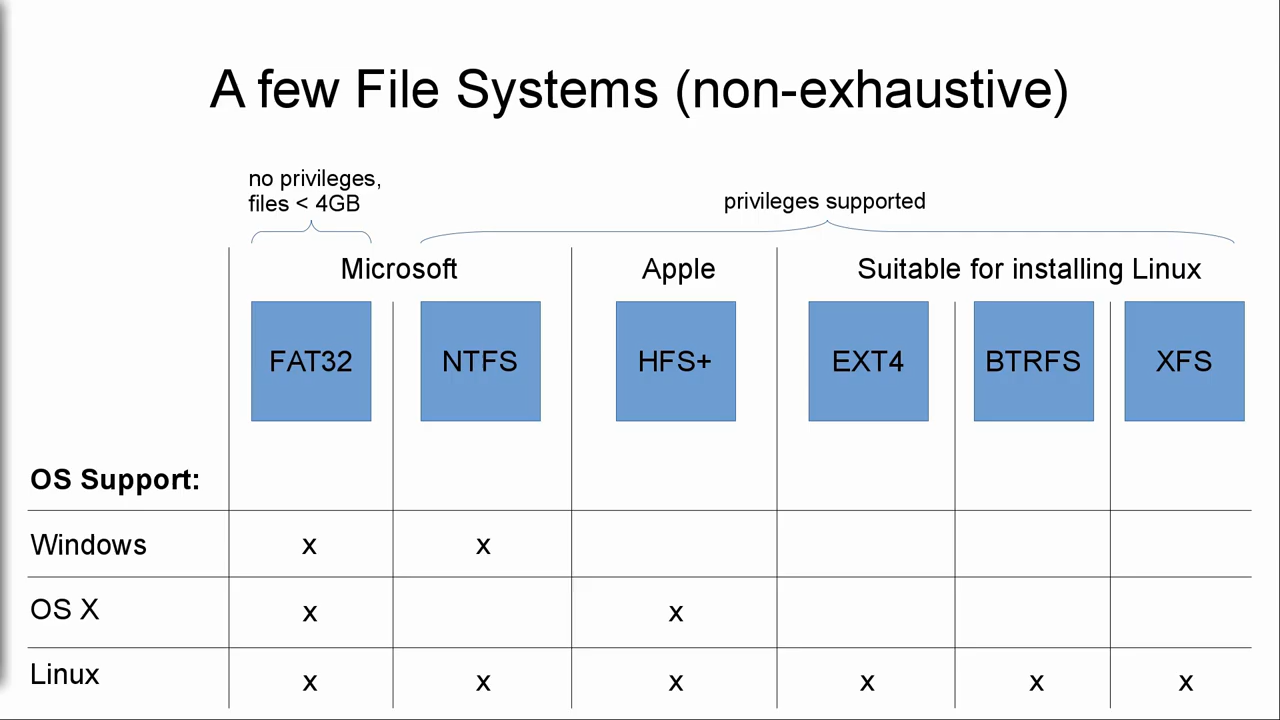 A few File Systems (non-exhaustive)
no privileges,
files < 4GB
privileges supported
Microsoft Apple Suitable for installing Linux
FAT32 NTFS HFS+ EXT4 BTRFS XFS
OS Support:
Windows x x
OS X x x
Linux x x x x x x